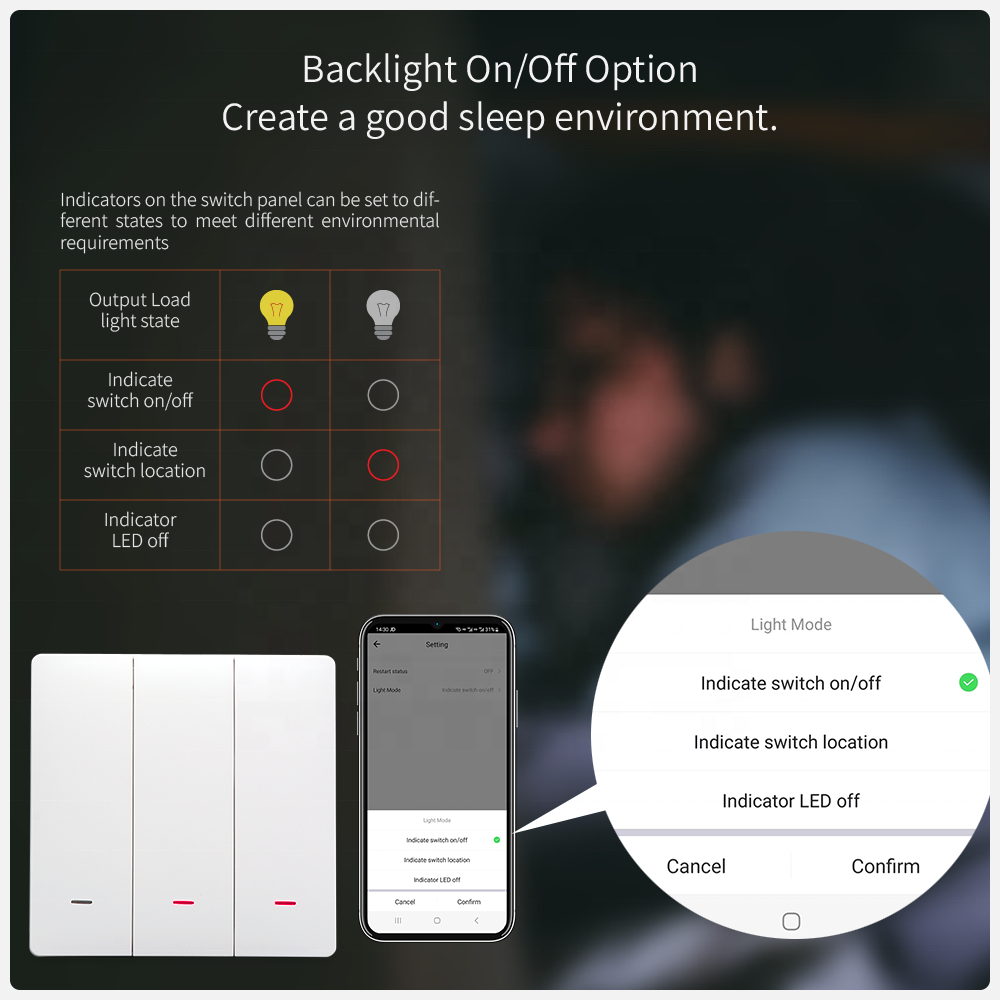 Backlight On/Off Option
Create a good sleep environment.
Indicators on the switch panel can be set to dif-
ferent states to meet different environmental
requirements
Output Load
light state
Indicate
switch on/off
Indicate
switch location
Indicator
LED off
14:30
31%
Setting
Restart status
OFF
Light Mode
Indicate switch on/off
Light Mode
Indicate switch on/off
Indicate switch location
Indicator LED off
Cancel
Confirm
Light Mode
Indicate switch on/off
Indicate switch location
Indicator LED off
Cancel
Confirm